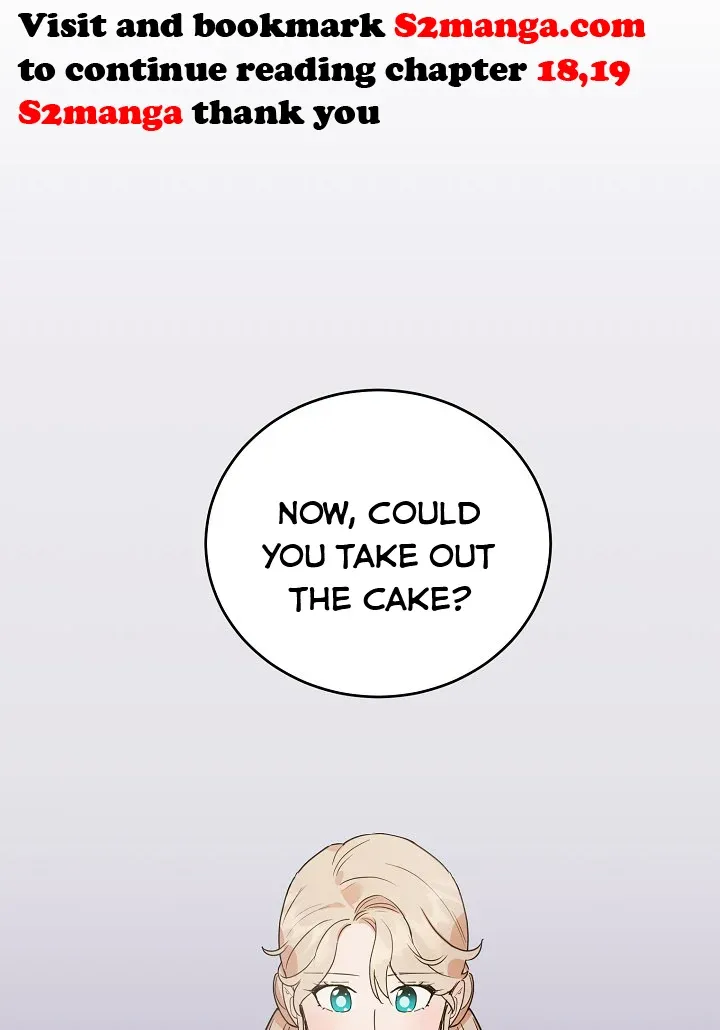 Visit and bookmark S2manga.com
to continue reading chapter 18,19
S2manga thank you
NOW, COULD
YOU TAKE OUT
THE CAKE?